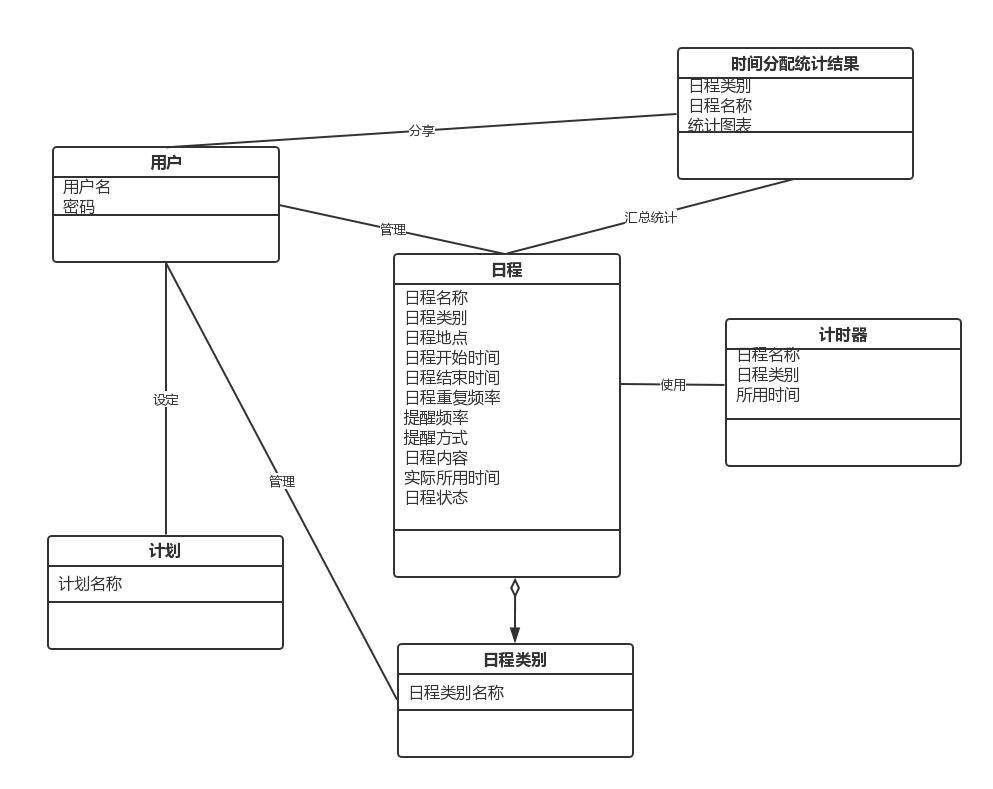 时间分配统计结果
日程类别
日程名称
统计图表
分享
用户
用户名
密码
管理
汇总统计
日程
日程名称
日程类别
日程地点
日程开始时间
日程结束时间
日程重复频率
提醒频率
提醒方式
日程内容
实际所用时间
日程状态
计时器
日程名称
日程类别
所用时间
使用
设定
管理
计划
计划名称
日程类别
日程类别名称